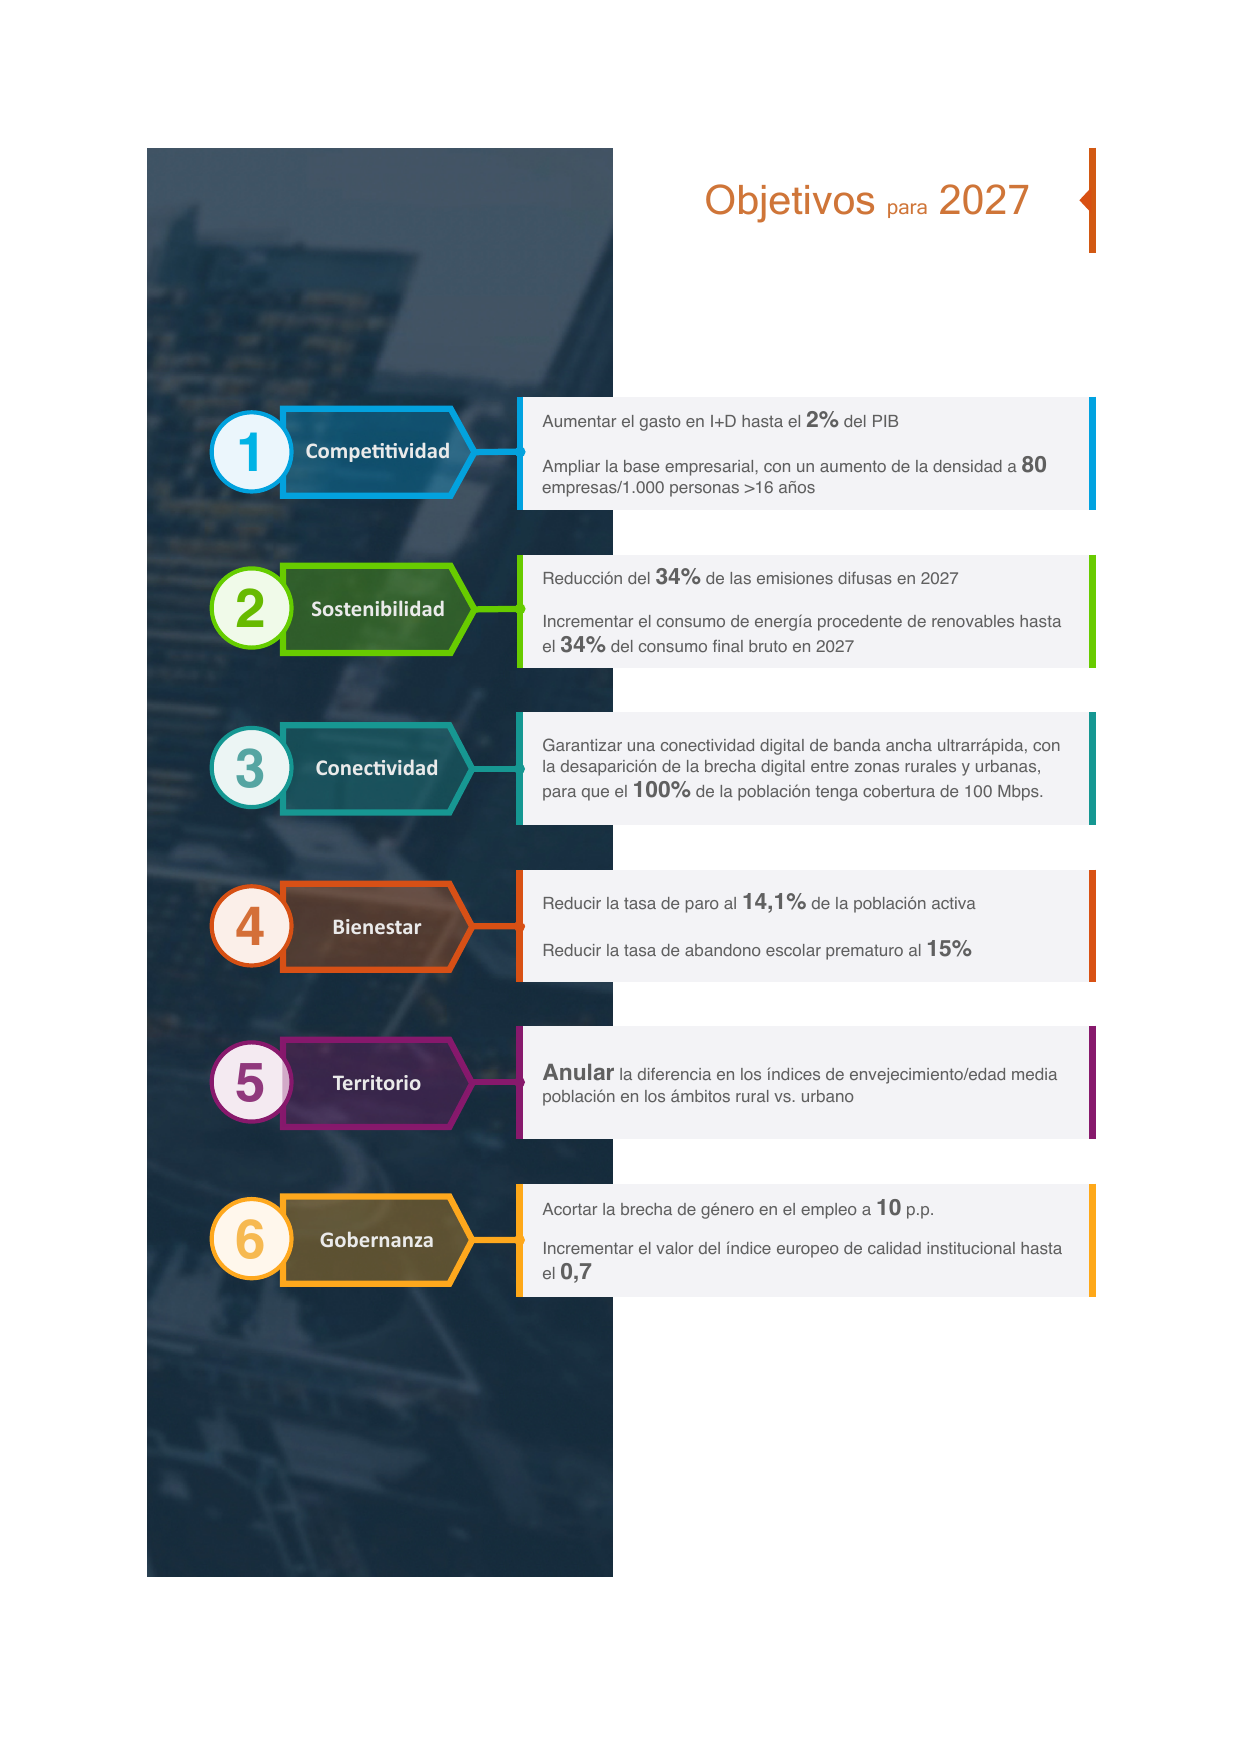 Objetivos para 2027
1
Competitividad
Aumentar el gasto en I+D hasta el 2% del PIB
Ampliar la base empresarial, con un aumento de la densidad a 80
empresas/1.000 personas >16 años
2
Sostenibilidad
Reducción del 34% de las emisiones difusas en 2027
Incrementar el consumo de energía procedente de renovables hasta
el 34% del consumo final bruto en 2027
3
Conectividad
Garantizar una conectividad digital de banda ancha ultrarrápida, con
la desaparición de la brecha digital entre zonas rurales y urbanas,
para que el 100% de la población tenga cobertura de 100 Mbps.
4
Bienestar
Reducir la tasa de paro al 14,1% de la población activa
Reducir la tasa de abandono escolar prematuro al 15%
5
Territorio
Anular la diferencia en los índices de envejecimiento/edad media
población en los ámbitos rural vs. urbano
6
Gobernanza
Acortar la brecha de género en el empleo a 10 p.p.
Incrementar el valor del índice europeo de calidad institucional hasta
el 0,7